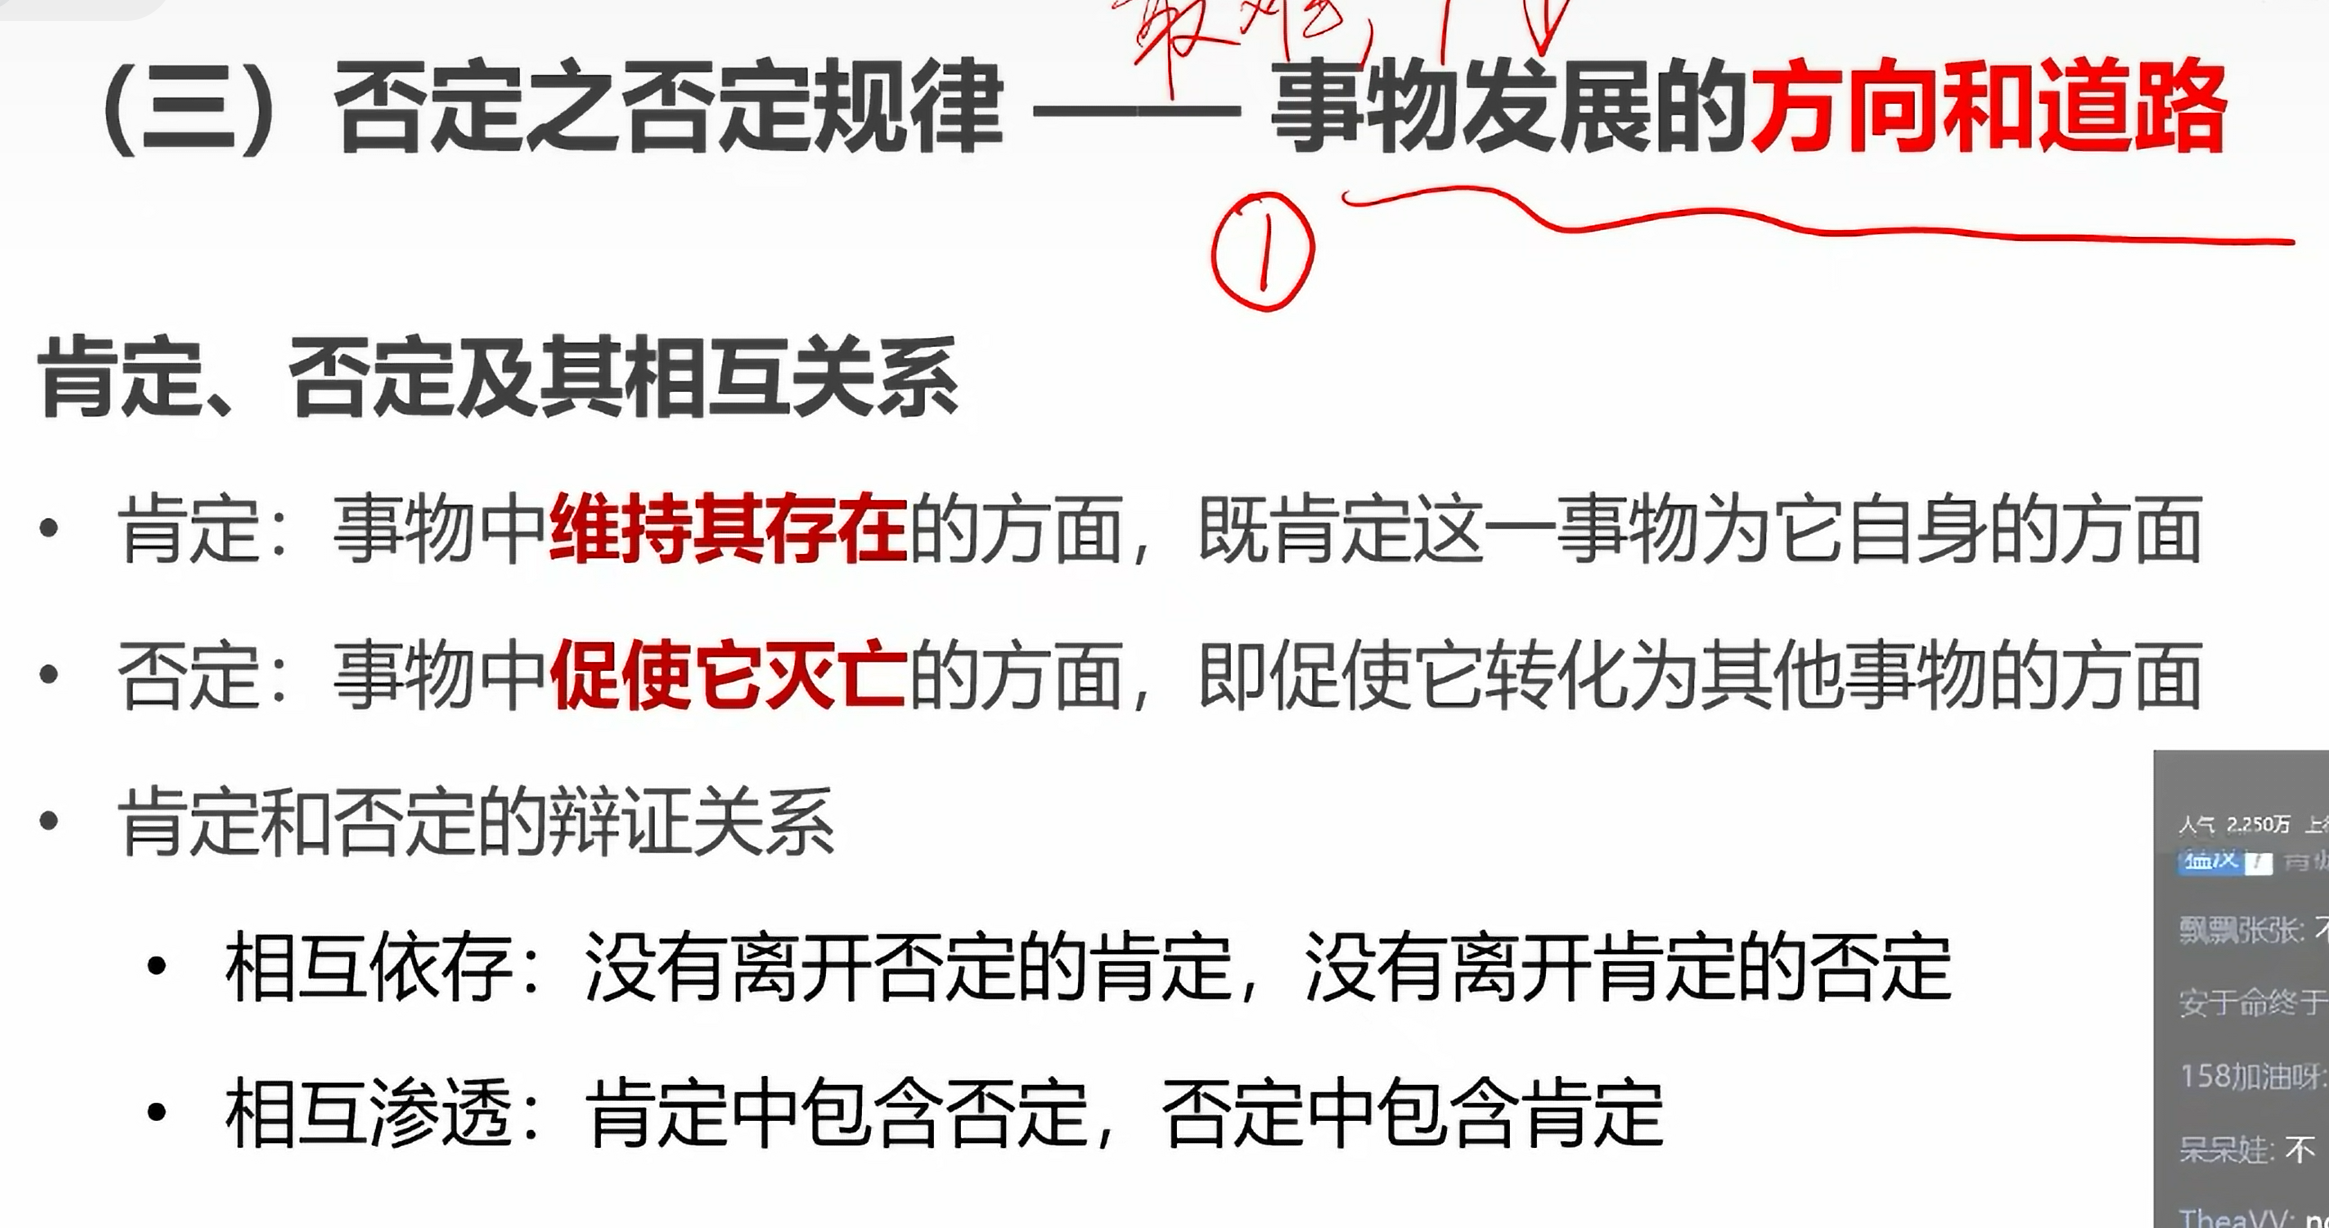 最难,
(三) 否定之否定规律 —— 事物发展的方向和道路
①
肯定、否定及其相互关系
• 肯定：事物中维持其存在的方面，既肯定这一事物为它自身的方面
• 否定：事物中促使它灭亡的方面，即促使它转化为其他事物的方面
• 肯定和否定的辩证关系
• 相互依存：没有离开否定的肯定，没有离开肯定的否定
• 相互渗透：肯定中包含否定，否定中包含肯定
人气 2.250万
猛汉 7
飘飘张张: 不
安于命终于
158加油呀:
呆呆娃: 不
TheaVV: